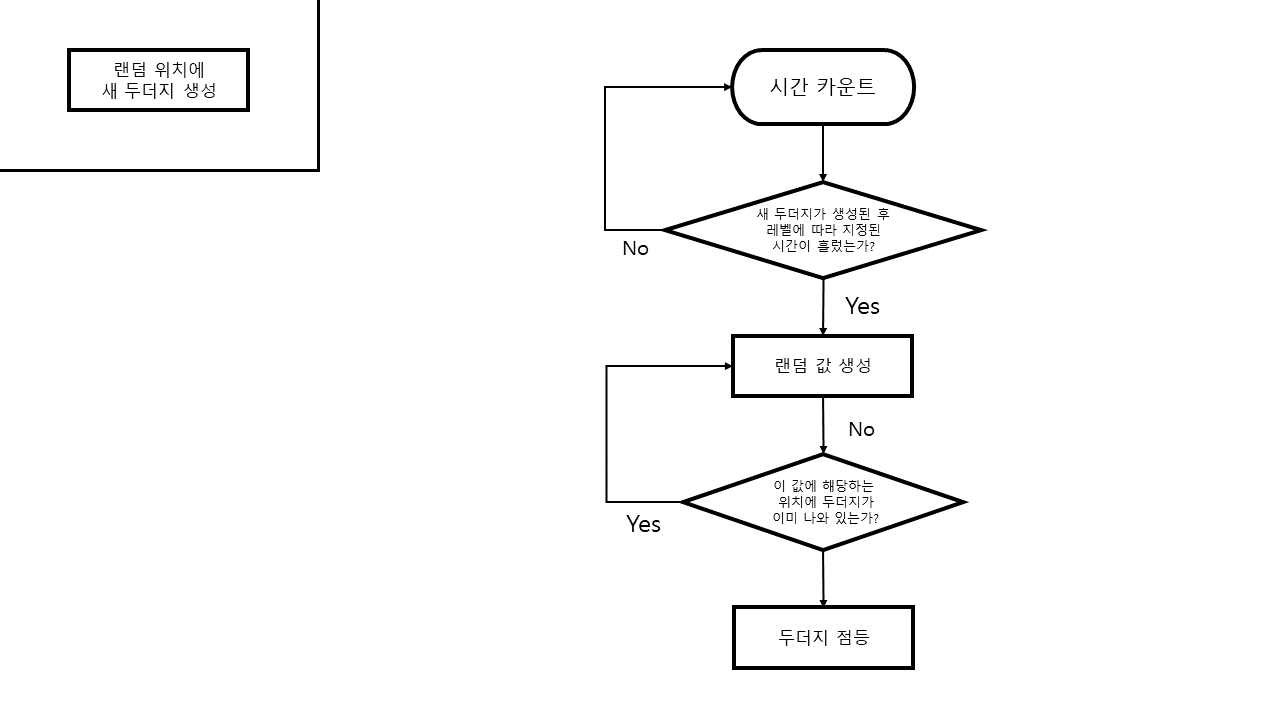 랜덤 위치에
새 두더지 생성
시간 카운트
새 두더지가 생성된 후
레벨에 따라 지정된
시간이 흘렀는가?
No
Yes
랜덤 값 생성
No
이 값에 해당하는
위치에 두더지가
이미 나와 있는가?
Yes
두더지 점등